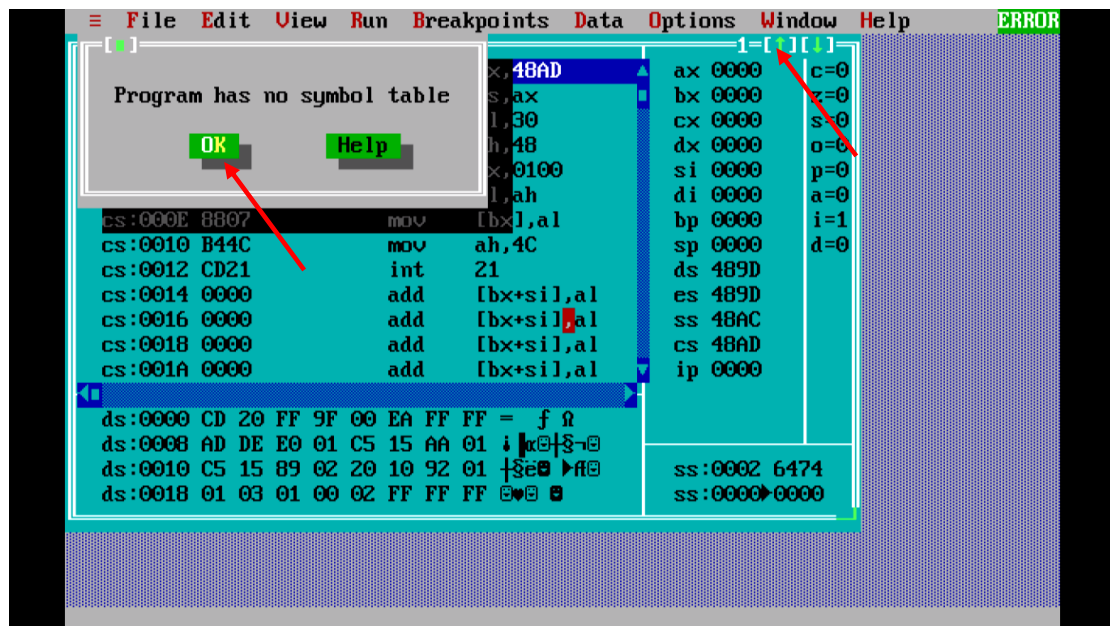 ≡ File Edit View Run Breakpoints Data Options Window Help ERROR
[■] 1=[↑][↓]
Program has no symbol table
OK Help
x,48AD
s,ax
l,30
h,48
x,0100
l,ah
cs:000E 8807 mov [bx],al
cs:0010 B44C mov ah,4C
cs:0012 CD21 int 21
cs:0014 0000 add [bx+si],al
cs:0016 0000 add [bx+si],al
cs:0018 0000 add [bx+si],al
cs:001A 0000 add [bx+si],al
ax 0000 c=0
bx 0000 z=0
cx 0000 s=0
dx 0000 o=0
si 0000 p=0
di 0000 a=0
bp 0000 i=1
sp 0000 d=0
ds 489D
es 489D
ss 48AC
cs 48AD
ip 0000
ds:0000 CD 20 FF 9F 00 EA FF FF = ƒ Ω
ds:0008 AD DE E0 01 C5 15 AA 01 ¡▐α☺┼§¬☺
ds:0010 C5 15 89 02 20 10 92 01 ┼§ë☻ ►Æ☺
ds:0018 01 03 01 00 02 FF FF FF ☺♥☺ ☻
ss:0002 6474
ss:0000►0000